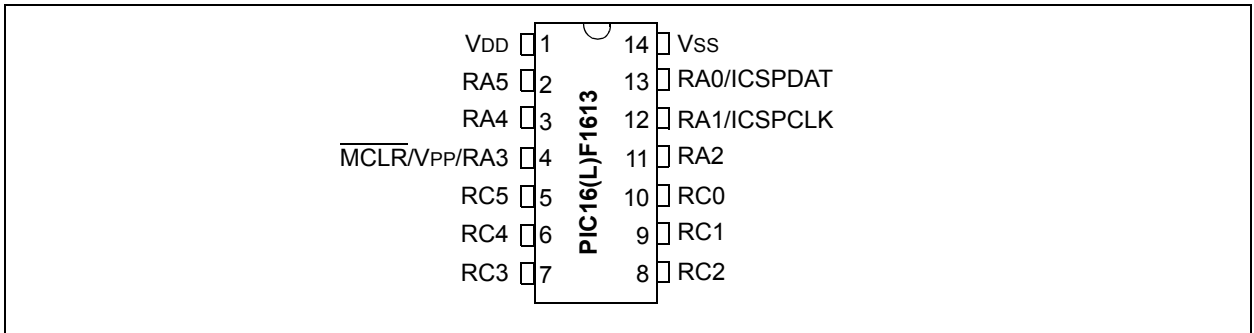 VDD 1 14 VSS
RA5 2 13 RA0/ICSPDAT
RA4 3 12 RA1/ICSPCLK
MCLR/VPP/RA3 4 11 RA2
RC5 5 10 RC0
RC4 6 9 RC1
RC3 7 8 RC2
PIC16(L)F1613